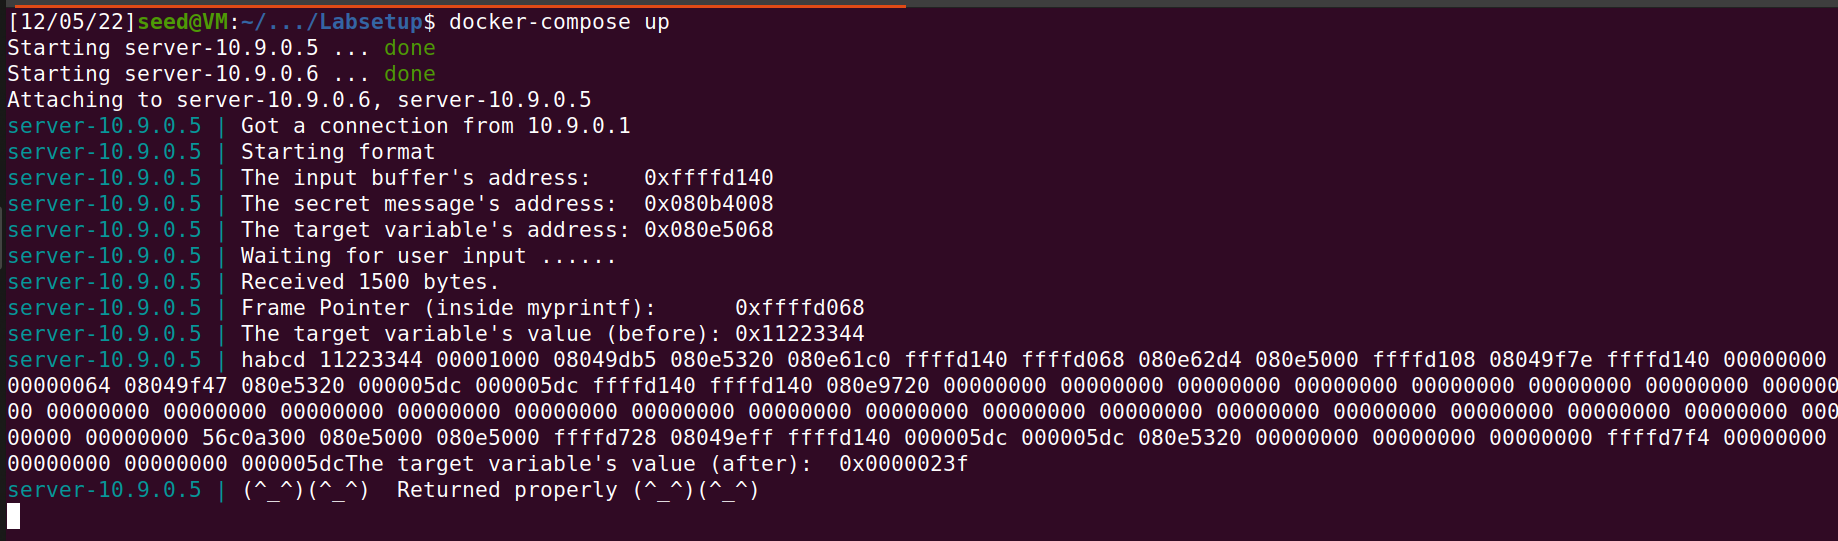 [12/05/22]seed@VM:~/.../Labsetup$ docker-compose up
Starting server-10.9.0.5 ... done
Starting server-10.9.0.6 ... done
Attaching to server-10.9.0.6, server-10.9.0.5
server-10.9.0.5 | Got a connection from 10.9.0.1
server-10.9.0.5 | Starting format
server-10.9.0.5 | The input buffer's address:    0xffffd140
server-10.9.0.5 | The secret message's address:  0x080b4008
server-10.9.0.5 | The target variable's address: 0x080e5068
server-10.9.0.5 | Waiting for user input ......
server-10.9.0.5 | Received 1500 bytes.
server-10.9.0.5 | Frame Pointer (inside myprintf):      0xffffd068
server-10.9.0.5 | The target variable's value (before): 0x11223344
server-10.9.0.5 | habcd 11223344 00001000 08049db5 080e5320 080e61c0 ffffd140 ffffd068 080e62d4 080e5000 ffffd108 08049f7e ffffd140 00000000
00000064 08049f47 080e5320 000005dc 000005dc ffffd140 ffffd140 080e9720 00000000 00000000 00000000 00000000 00000000 00000000 00000000 000000
00 00000000 00000000 00000000 00000000 00000000 00000000 00000000 00000000 00000000 00000000 00000000 00000000 00000000 00000000 00000000 000
00000 00000000 56c0a300 080e5000 080e5000 ffffd728 08049eff ffffd140 000005dc 000005dc 080e5320 00000000 00000000 00000000 ffffd7f4 00000000
00000000 00000000 000005dcThe target variable's value (after):  0x0000023f
server-10.9.0.5 | (^_^)(^_^)  Returned properly (^_^)(^_^)